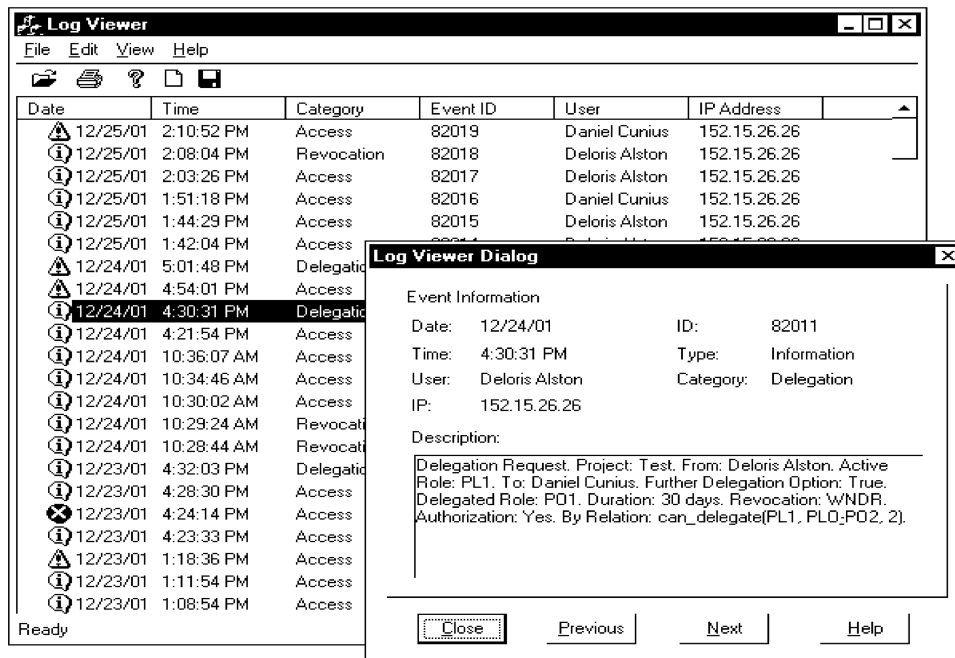 Log Viewer
File Edit View Help
Date Time Category Event ID User IP Address
12/25/01 2:10:52 PM Access 82019 Daniel Cunius 152.15.26.26
12/25/01 2:08:04 PM Revocation 82018 Deloris Alston 152.15.26.26
12/25/01 2:03:26 PM Access 82017 Deloris Alston 152.15.26.26
12/25/01 1:51:18 PM Access 82016 Daniel Cunius 152.15.26.26
12/25/01 1:44:29 PM Access 82015 Deloris Alston 152.15.26.26
12/25/01 1:42:04 PM Access
12/24/01 5:01:48 PM Delegatic
12/24/01 4:54:01 PM Access
12/24/01 4:30:31 PM Delegatic
12/24/01 4:21:54 PM Access
12/24/01 10:36:07 AM Access
12/24/01 10:34:46 AM Access
12/24/01 10:30:02 AM Access
12/24/01 10:29:24 AM Revocati
12/24/01 10:28:44 AM Revocati
12/23/01 4:32:03 PM Delegatic
12/23/01 4:28:30 PM Access
12/23/01 4:24:14 PM Access
12/23/01 4:23:33 PM Access
12/23/01 1:18:36 PM Access
12/23/01 1:11:54 PM Access
12/23/01 1:08:54 PM Access
Ready
Log Viewer Dialog
Event Information
Date: 12/24/01 ID: 82011
Time: 4:30:31 PM Type: Information
User: Deloris Alston Category: Delegation
IP: 152.15.26.26
Description:
Delegation Request. Project: Test. From: Deloris Alston. Active
Role: PL1. To: Daniel Cunius. Further Delegation Option: True.
Delegated Role: PO1. Duration: 30 days. Revocation: WNDR.
Authorization: Yes. By Relation: can_delegate(PL1, PLO-PO2, 2).
Close Previous Next Help